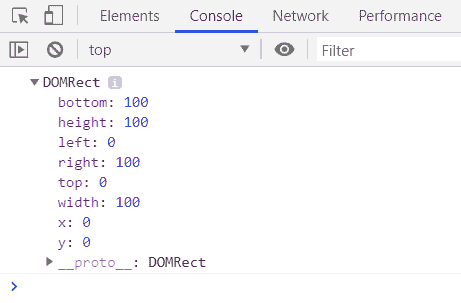 Elements Console Network Performance
top Filter
DOMRect i
bottom: 100
height: 100
left: 0
right: 100
top: 0
width: 100
x: 0
y: 0
__proto__: DOMRect